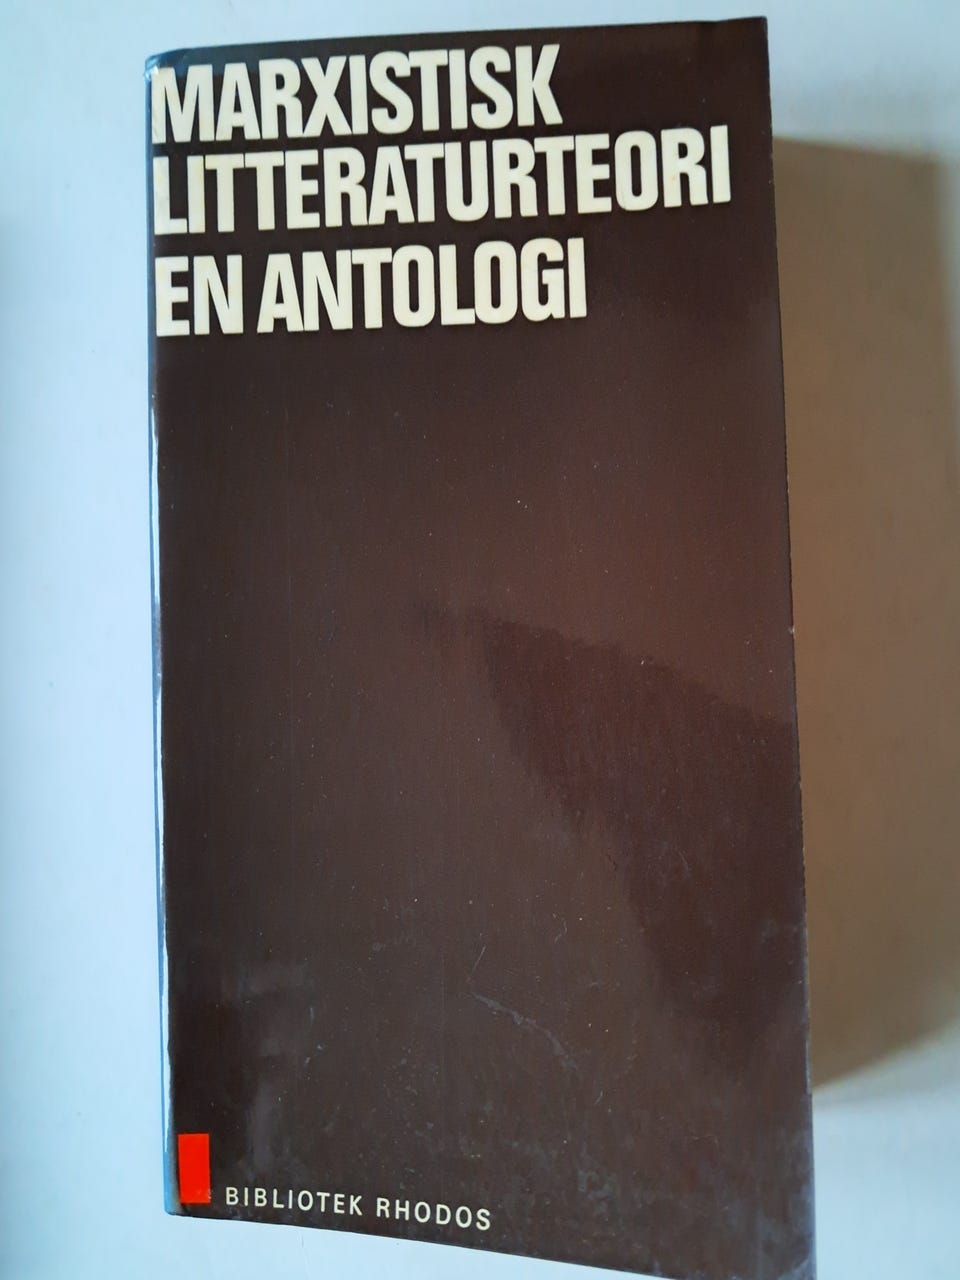 MARXISTISK
LITTERATURTEORI
EN ANTOLOGI
BIBLIOTEK RHODOS